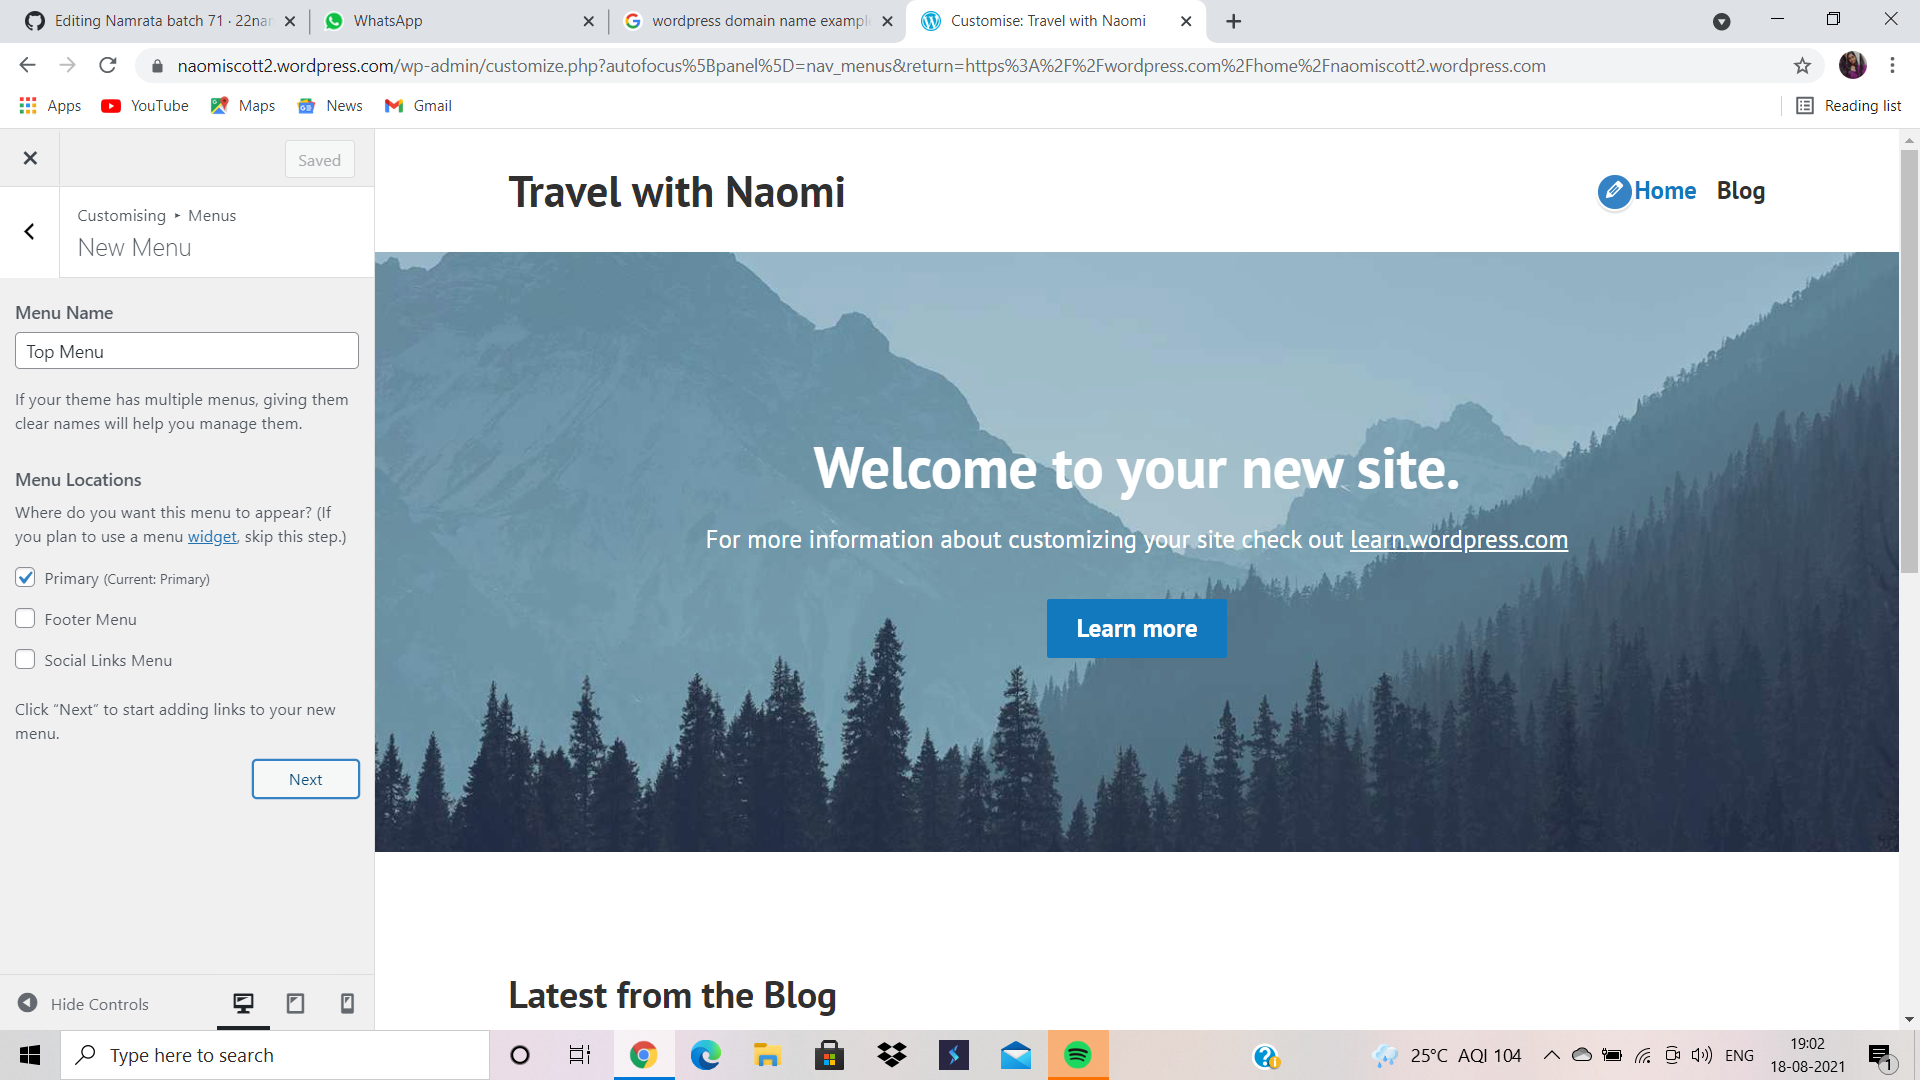 Editing Namrata batch 71 · 22nan
WhatsApp
wordpress domain name example
Customise: Travel with Naomi
naomiscott2.wordpress.com/wp-admin/customize.php?autofocus%5Bpanel%5D=nav_menus&return=https%3A%2F%2Fwordpress.com%2Fhome%2Fnaomiscott2.wordpress.com
Apps
YouTube
Maps
News
Gmail
Reading list
Saved
Customising ▸ Menus
New Menu
Menu Name
Top Menu
If your theme has multiple menus, giving them
clear names will help you manage them.
Menu Locations
Where do you want this menu to appear? (If
you plan to use a menu widget, skip this step.)
Primary (Current: Primary)
Footer Menu
Social Links Menu
Click “Next” to start adding links to your new
menu.
Next
Hide Controls
Travel with Naomi
Home
Blog
Welcome to your new site.
For more information about customizing your site check out learn.wordpress.com
Learn more
Latest from the Blog
Type here to search
25°C AQI 104
ENG
19:02
18-08-2021
1